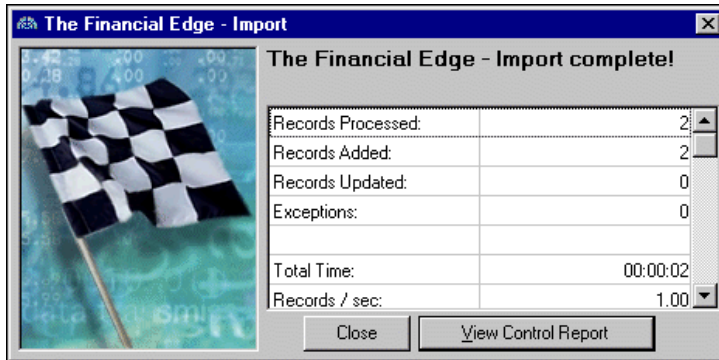 The Financial Edge - Import
The Financial Edge - Import complete!
Records Processed: 2
Records Added: 2
Records Updated: 0
Exceptions: 0
Total Time: 00:00:02
Records / sec: 1.00
Close View Control Report